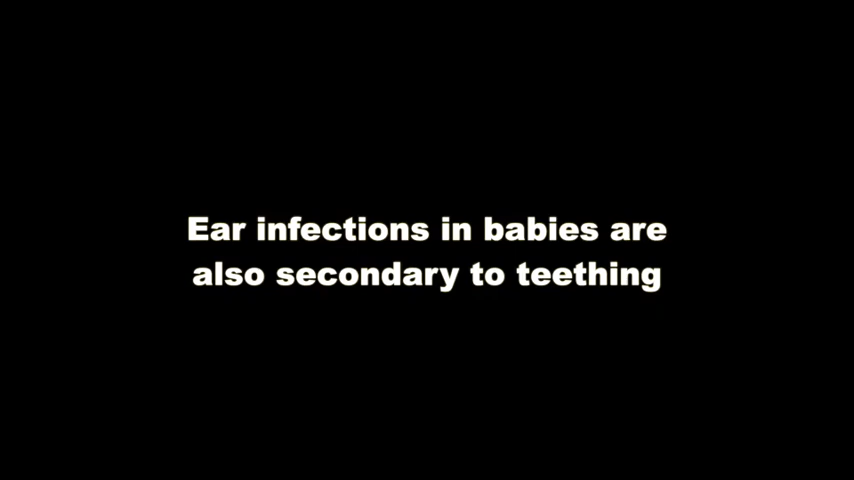 Ear infections in babies are
also secondary to teething